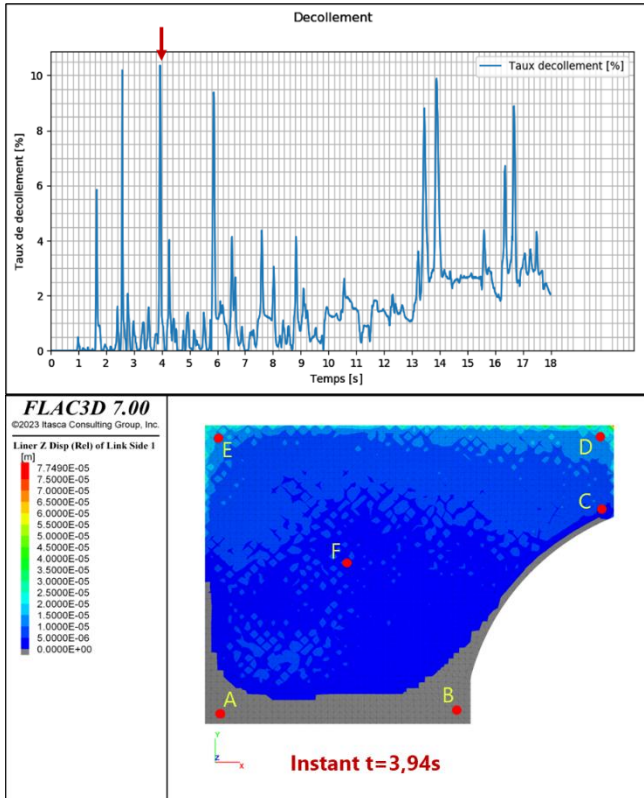 Decollement
Taux decollement [%]
Taux de decollement [%]
10
8
6
4
2
0
0 1 2 3 4 5 6 7 8 9 10 11 12 13 14 15 16 17 18
Temps [s]
FLAC3D 7.00
©2023 Itasca Consulting Group, Inc.
Liner Z Disp (Rel) of Link Side 1
[m]
7.7490E-05
7.5000E-05
7.0000E-05
6.5000E-05
6.0000E-05
5.5000E-05
5.0000E-05
4.5000E-05
4.0000E-05
3.5000E-05
3.0000E-05
2.5000E-05
2.0000E-05
1.5000E-05
1.0000E-05
5.0000E-06
0.0000E+00
E
D
C
F
A
B
Y
Z
X
Instant t=3,94s